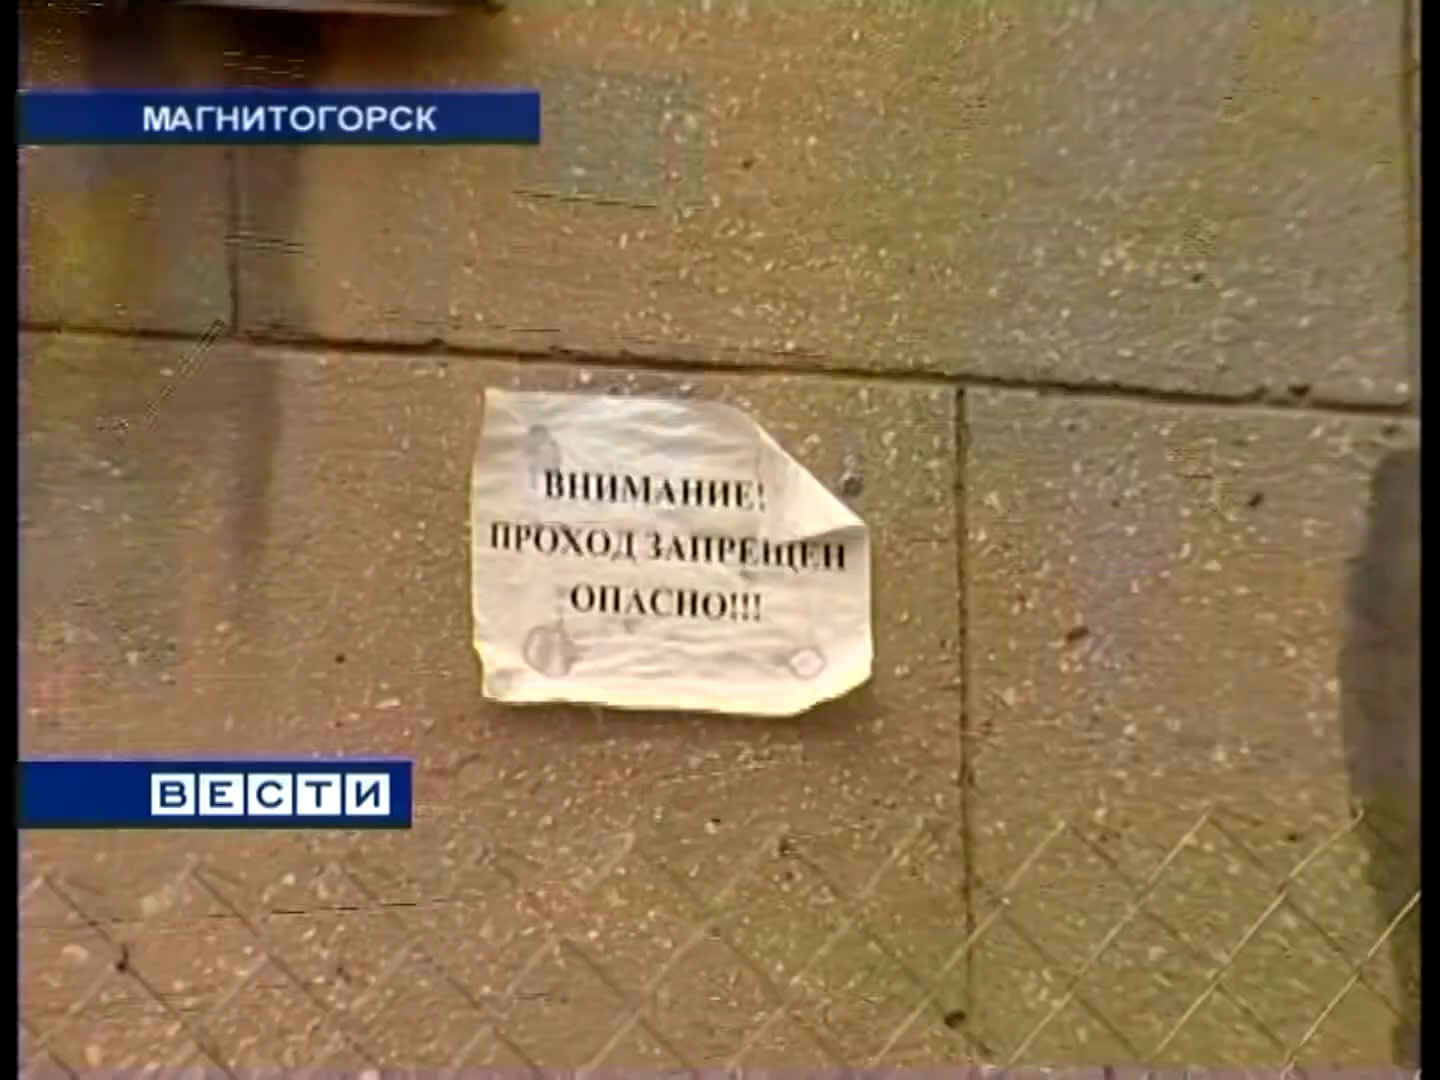 МАГНИТОГОРСК
ВНИМАНИЕ!
ПРОХОД ЗАПРЕЩЕН
ОПАСНО!!!
ВЕСТИ